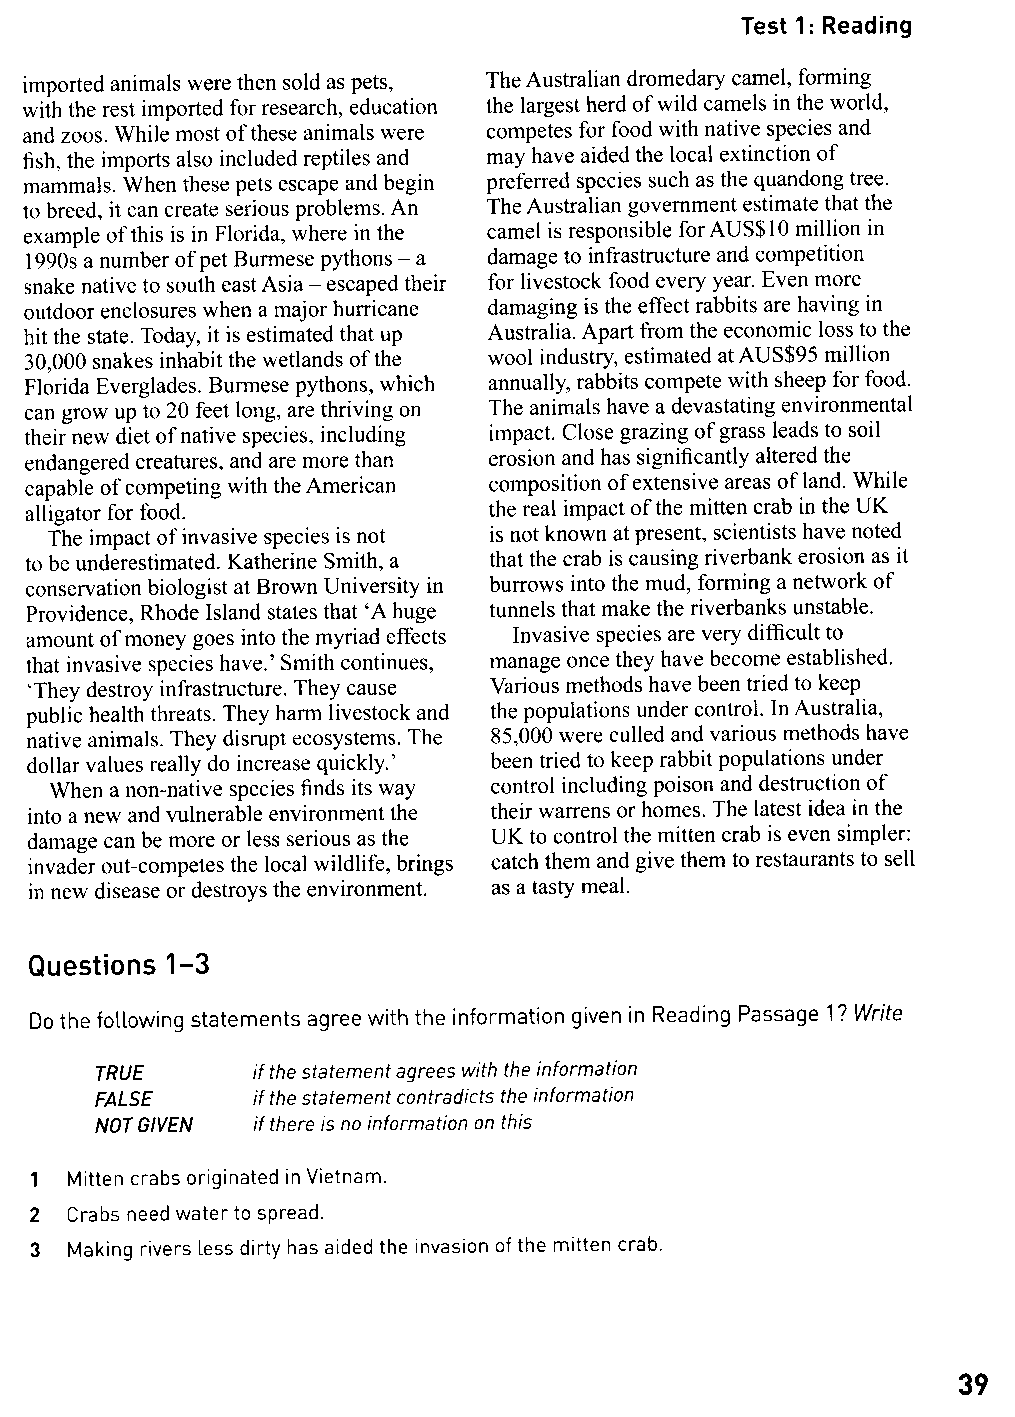 Test 1: Reading
imported animals were then sold as pets,
with the rest imported for research, education
and zoos. While most of these animals were
fish, the imports also included reptiles and
mammals. When these pets escape and begin
to breed, it can create serious problems. An
example of this is in Florida, where in the
1990s a number of pet Burmese pythons – a
snake native to south east Asia – escaped their
outdoor enclosures when a major hurricane
hit the state. Today, it is estimated that up
30,000 snakes inhabit the wetlands of the
Florida Everglades. Burmese pythons, which
can grow up to 20 feet long, are thriving on
their new diet of native species, including
endangered creatures, and are more than
capable of competing with the American
alligator for food.
The impact of invasive species is not
to be underestimated. Katherine Smith, a
conservation biologist at Brown University in
Providence, Rhode Island states that ‘A huge
amount of money goes into the myriad effects
that invasive species have.’ Smith continues,
‘They destroy infrastructure. They cause
public health threats. They harm livestock and
native animals. They disrupt ecosystems. The
dollar values really do increase quickly.’
When a non-native species finds its way
into a new and vulnerable environment the
damage can be more or less serious as the
invader out-competes the local wildlife, brings
in new disease or destroys the environment.
The Australian dromedary camel, forming
the largest herd of wild camels in the world,
competes for food with native species and
may have aided the local extinction of
preferred species such as the quandong tree.
The Australian government estimate that the
camel is responsible for AUS$10 million in
damage to infrastructure and competition
for livestock food every year. Even more
damaging is the effect rabbits are having in
Australia. Apart from the economic loss to the
wool industry, estimated at AUS$95 million
annually, rabbits compete with sheep for food.
The animals have a devastating environmental
impact. Close grazing of grass leads to soil
erosion and has significantly altered the
composition of extensive areas of land. While
the real impact of the mitten crab in the UK
is not known at present, scientists have noted
that the crab is causing riverbank erosion as it
burrows into the mud, forming a network of
tunnels that make the riverbanks unstable.
Invasive species are very difficult to
manage once they have become established.
Various methods have been tried to keep
the populations under control. In Australia,
85,000 were culled and various methods have
been tried to keep rabbit populations under
control including poison and destruction of
their warrens or homes. The latest idea in the
UK to control the mitten crab is even simpler:
catch them and give them to restaurants to sell
as a tasty meal.
Questions 1–3
Do the following statements agree with the information given in Reading Passage 1? Write
TRUE if the statement agrees with the information
FALSE if the statement contradicts the information
NOT GIVEN if there is no information on this
1 Mitten crabs originated in Vietnam.
2 Crabs need water to spread.
3 Making rivers less dirty has aided the invasion of the mitten crab.
39